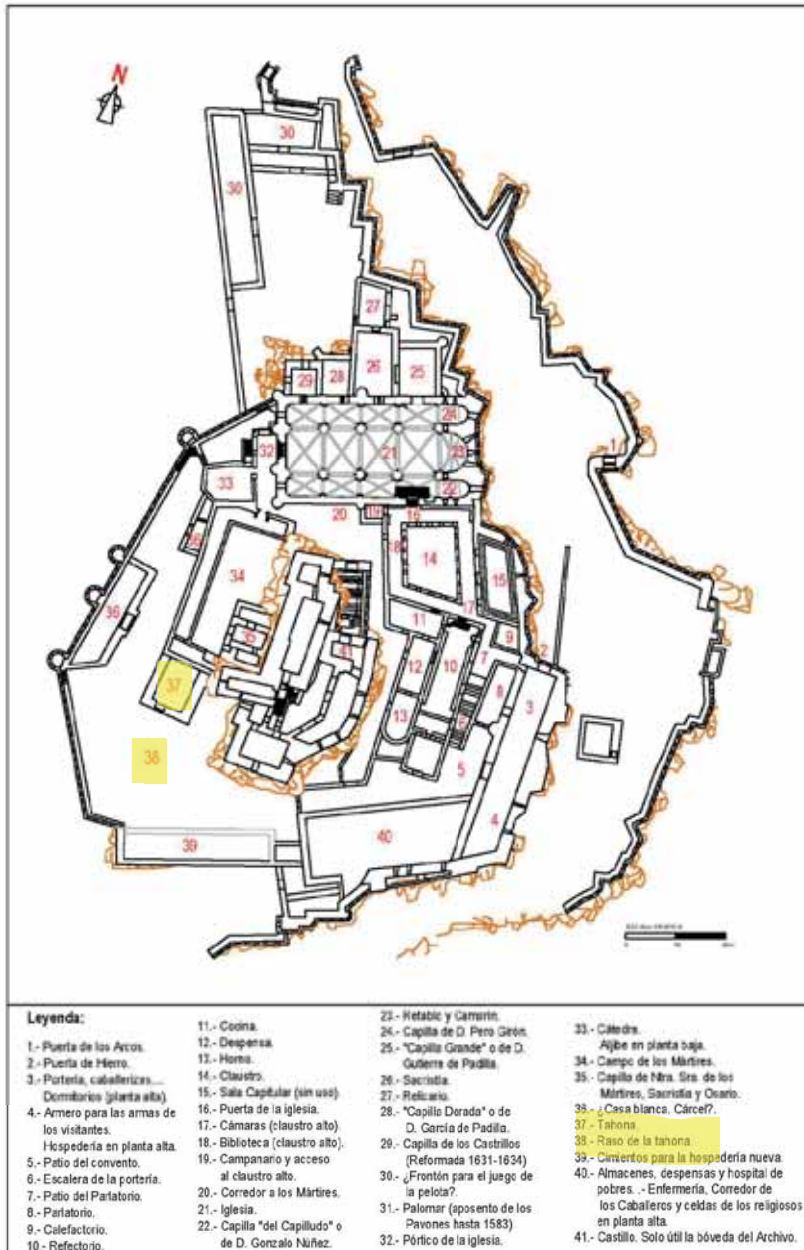 N
30
30
27
26
25
29
28
24
32
21
23
33
22
20
19
16
35
18
14
34
15
17
36
11
35
9
2
41
12
10
7
37
8
3
13
6
38
5
4
39
40
1
0
Leyenda:
1.- Puerta de los Arcos.
2.- Puerta de Hierro.
3.- Portería, caballerizas....
Dormitorios (planta alta).
4.- Armero para las armas de
los visitantes.
Hospedería en planta alta.
5.- Patio del convento.
6.- Escalera de la portería.
7.- Patio del Parlatorio.
8.- Parlatorio.
9.- Calefactorio.
10.- Refectorio.
11.- Cocina.
12.- Despensa.
13.- Horno.
14.- Claustro.
15.- Sala Capitular (sin uso).
16.- Puerta de la iglesia.
17.- Cámaras (claustro alto).
18.- Biblioteca (claustro alto).
19.- Campanario y acceso
al claustro alto.
20.- Corredor a los Mártires.
21.- Iglesia.
22.- Capilla "del Capilludo" o
de D. Gonzalo Núñez.
23.- Retablo y Camarín.
24.- Capilla de D. Pero Girón.
25.- "Capilla Grande" o de D.
Gutierre de Padilla.
26.- Sacristía.
27.- Relicario.
28.- "Capilla Dorada" o de
D. García de Padilla.
29.- Capilla de los Castrillos
(Reformada 1631-1634)
30.- ¿Frontón para el juego de
la pelota?.
31.- Palomar (aposento de los
Pavones hasta 1583)
32.- Pórtico de la iglesia.
33.- Cátedra.
Aljibe en planta baja.
34.- Campo de los Mártires.
35.- Capilla de Ntra. Sra. de los
Mártires, Sacristía y Osario.
36.- ¿Casa blanca, Cárcel?.
37.- Tahona.
38.- Raso de la tahona.
39.- Cimientos para la hospedería nueva.
40.- Almacenes, despensas y hospital de
pobres. .- Enfermería, Corredor de
los Caballeros y celdas de los religiosos
en planta alta.
41.- Castillo. Solo útil la bóveda del Archivo.